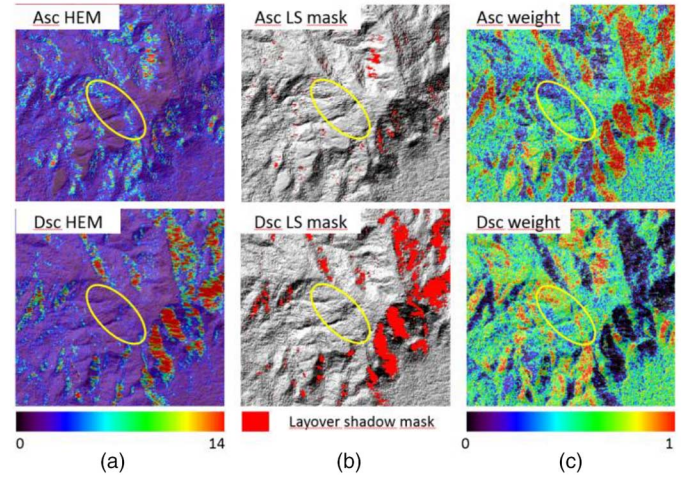 Asc HEM
Asc LS mask
Asc weight
Dsc HEM
Dsc LS mask
Dsc weight
0
14
Layover shadow mask
0
1
(a)
(b)
(c)